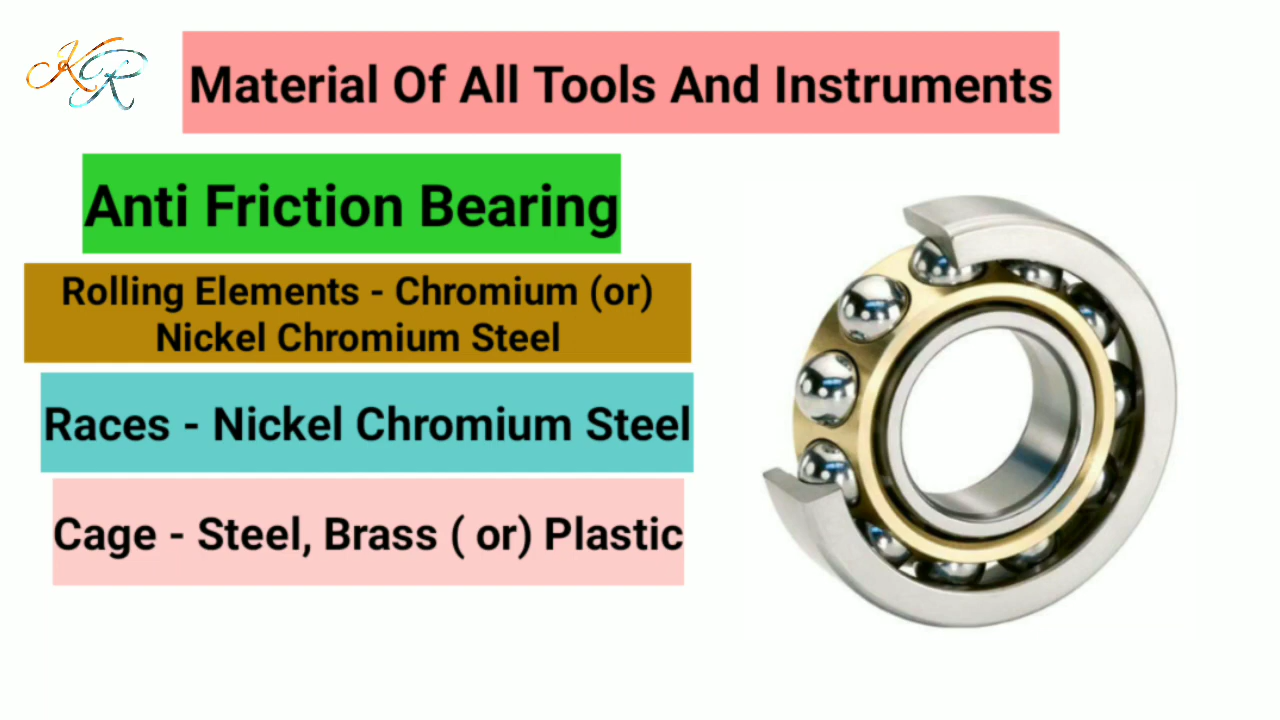 KR
Material Of All Tools And Instruments
Anti Friction Bearing
Rolling Elements - Chromium (or)
Nickel Chromium Steel
Races - Nickel Chromium Steel
Cage - Steel, Brass ( or) Plastic